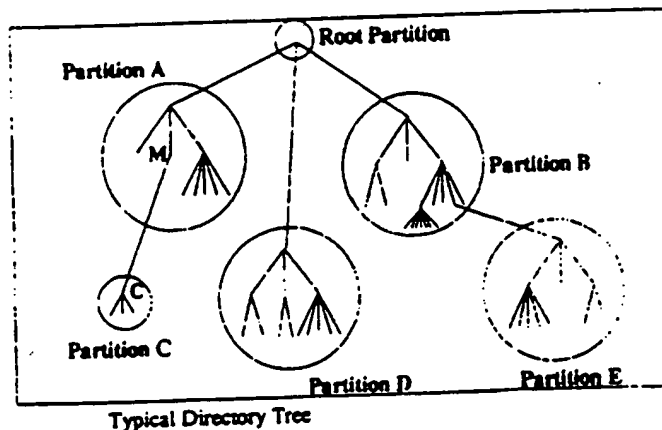 Root Partition
Partition A
M
Partition B
C
Partition C
Partition D
Partition E
Typical Directory Tree